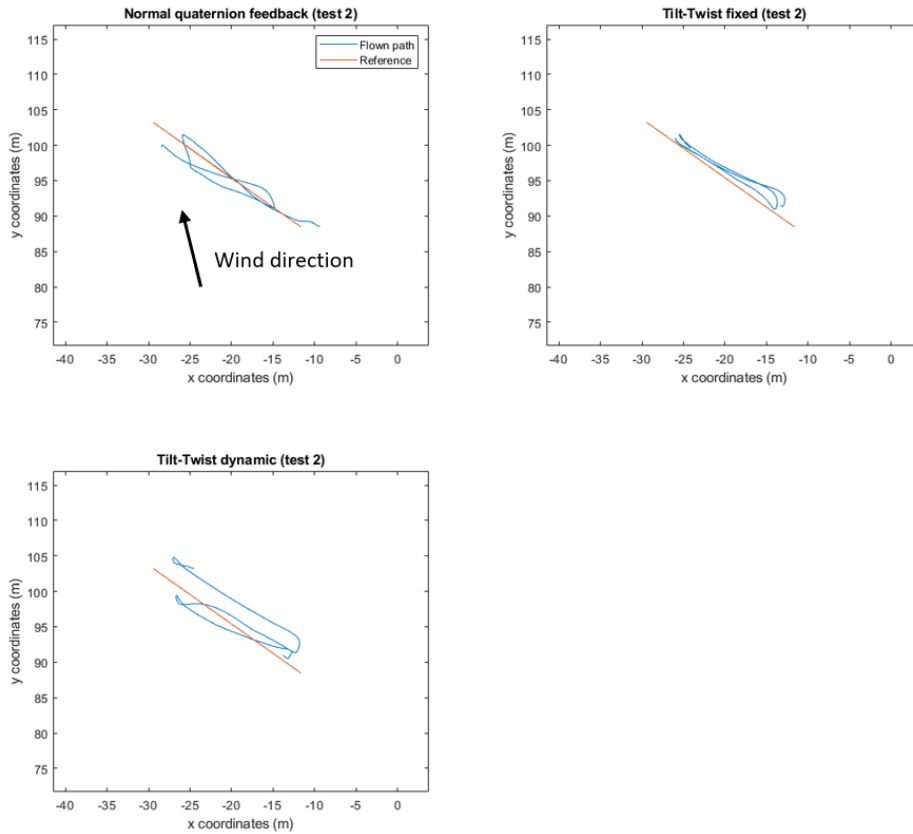 Normal quaternion feedback (test 2)
Flown path
Reference
115
110
105
100
95
90
85
80
75
y coordinates (m)
Wind direction
-40 -35 -30 -25 -20 -15 -10 -5 0
x coordinates (m)
Tilt-Twist fixed (test 2)
115
110
105
100
95
90
85
80
75
y coordinates (m)
-40 -35 -30 -25 -20 -15 -10 -5 0
x coordinates (m)
Tilt-Twist dynamic (test 2)
115
110
105
100
95
90
85
80
75
y coordinates (m)
-40 -35 -30 -25 -20 -15 -10 -5 0
x coordinates (m)